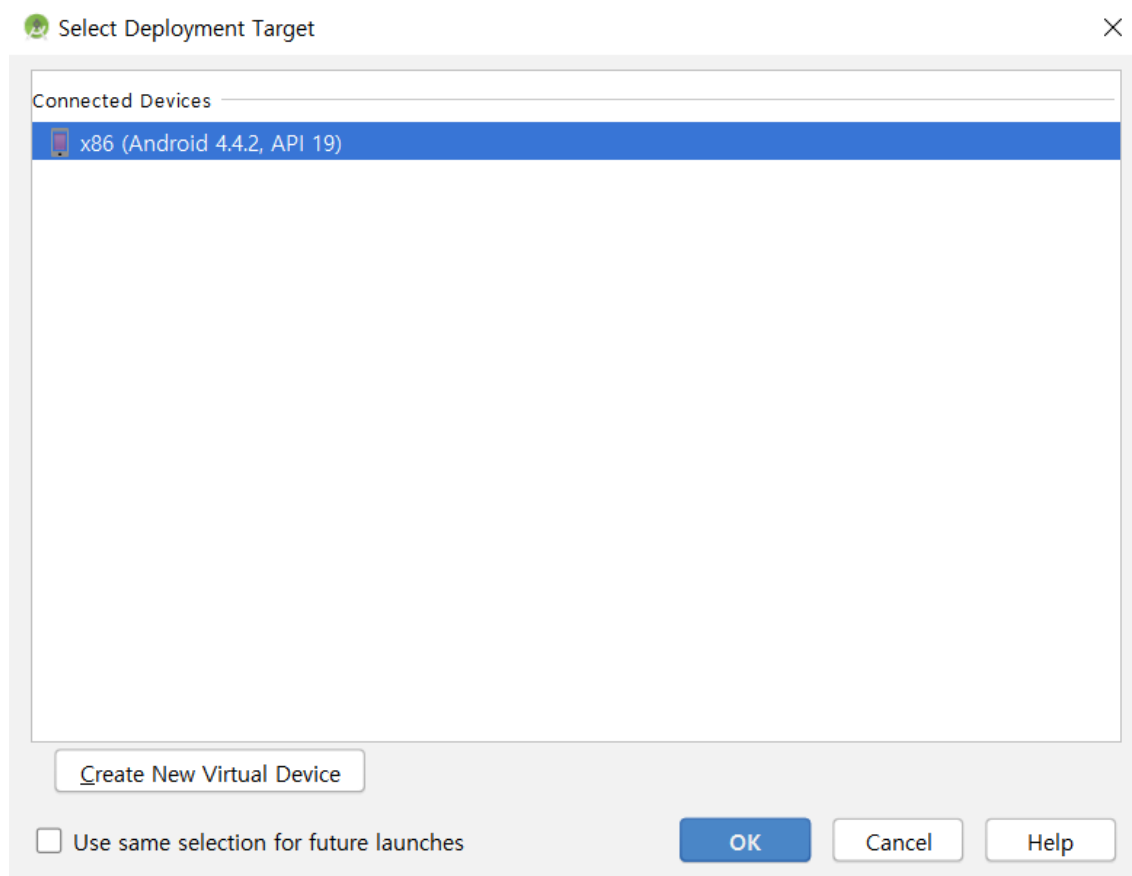 Select Deployment Target
Connected Devices
x86 (Android 4.4.2, API 19)
Create New Virtual Device
Use same selection for future launches
OK
Cancel
Help